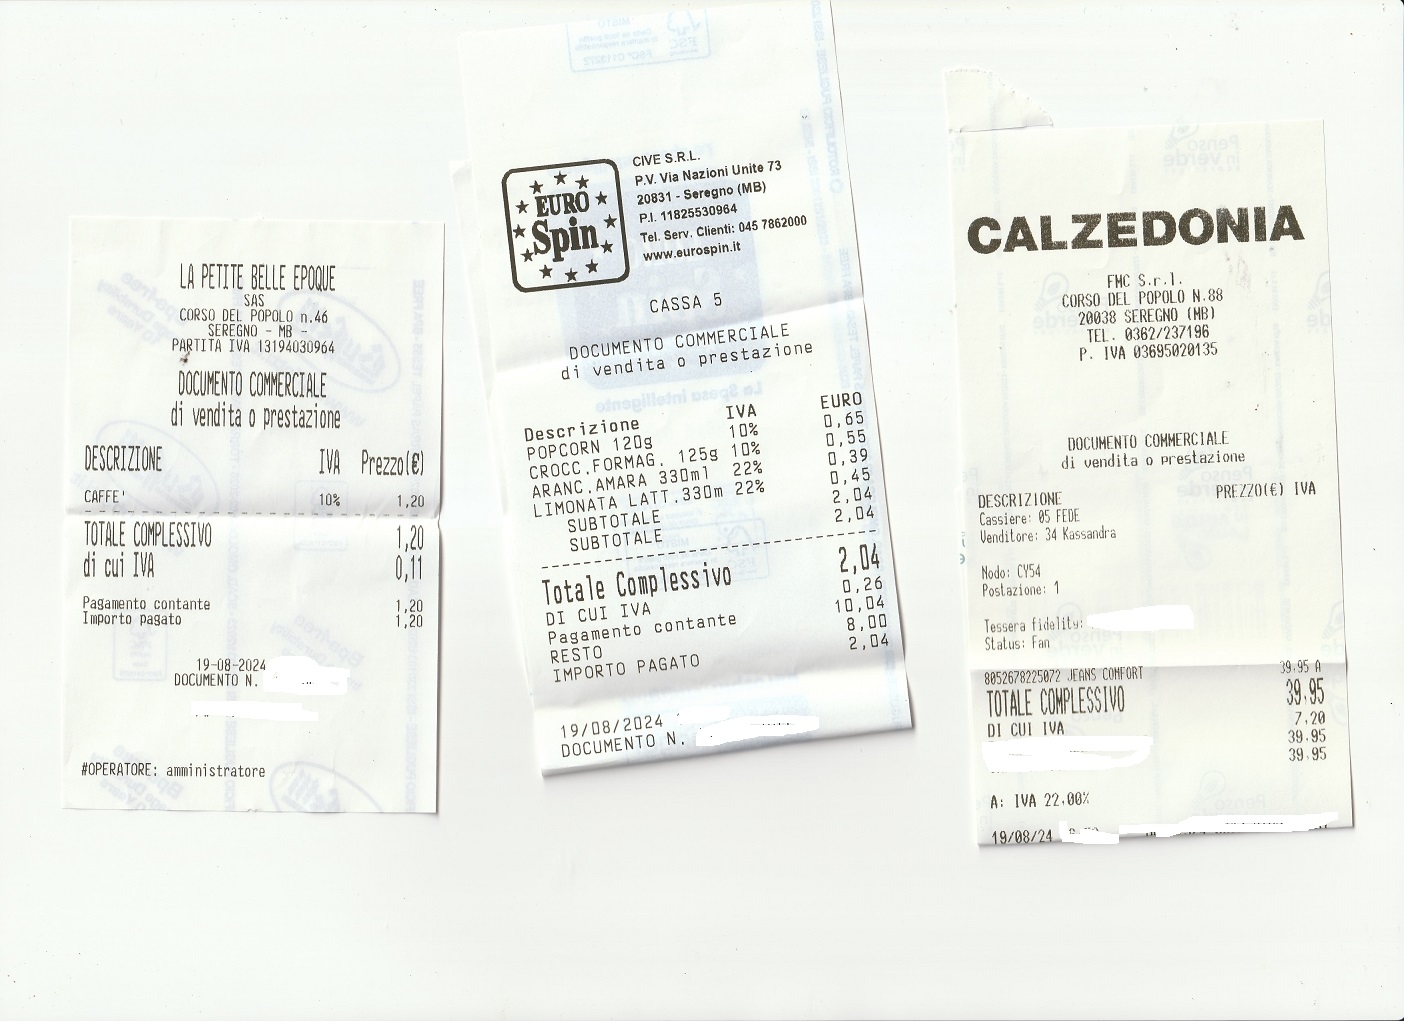 LA PETITE BELLE EPOQUE
SAS
CORSO DEL POPOLO n.46
SEREGNO - MB -
PARTITA IVA 13194030964
DOCUMENTO COMMERCIALE
di vendita o prestazione
DESCRIZIONE IVA Prezzo(€)
CAFFE' 10% 1,20
TOTALE COMPLESSIVO 1,20
di cui IVA 0,11
Pagamento contante 1,20
Importo pagato 1,20
19-08-2024
DOCUMENTO N.
#OPERATORE: amministratore
EURO
Spin
CIVE S.R.L.
P.V. Via Nazioni Unite 73
20831 - Seregno (MB)
P.I. 11825530964
Tel. Serv. Clienti: 045 7862000
www.eurospin.it
CASSA 5
DOCUMENTO COMMERCIALE
di vendita o prestazione
Descrizione IVA EURO
POPCORN 120g 10% 0,65
CROCC.FORMAG. 125g 10% 0,55
ARANC.AMARA 330ml 22% 0,39
LIMONATA LATT.330m 22% 0,45
SUBTOTALE 2,04
SUBTOTALE 2,04
Totale Complessivo 2,04
DI CUI IVA 0,26
Pagamento contante 10,04
RESTO 8,00
IMPORTO PAGATO 2,04
19/08/2024
DOCUMENTO N.
CALZEDONIA
FMC S.r.l.
CORSO DEL POPOLO N.88
20038 SEREGNO (MB)
TEL. 0362/237196
P. IVA 03695020135
DOCUMENTO COMMERCIALE
di vendita o prestazione
DESCRIZIONE PREZZO(€) IVA
Cassiere: 05 FEDE
Venditore: 34 Kassandra
Nodo: CY54
Postazione: 1
Tessera fidelity:
Status: Fan
8052678225072 JEANS COMFORT 39.95 A
TOTALE COMPLESSIVO 39.95
DI CUI IVA 7.20
39.95
39.95
A: IVA 22.00%
19/08/24